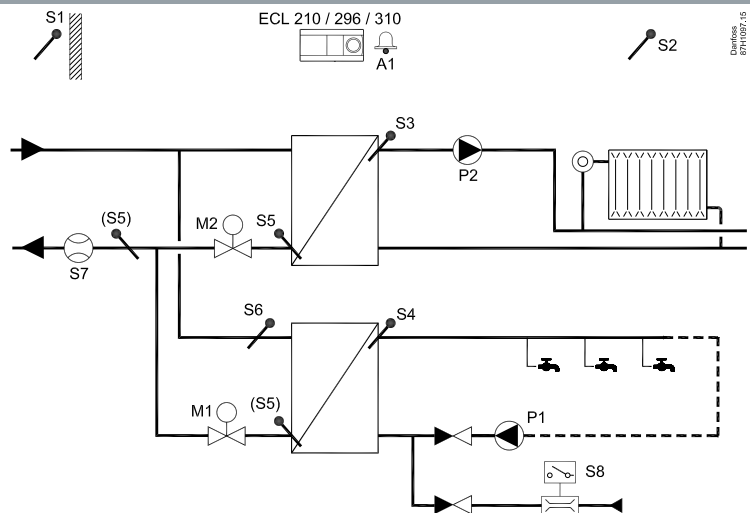 S1
ECL 210 / 296 / 310
A1
S2
Danfoss
87H1097.15
S3
P2
(S5)
M2
S5
S7
S6
S4
M1
(S5)
P1
S8